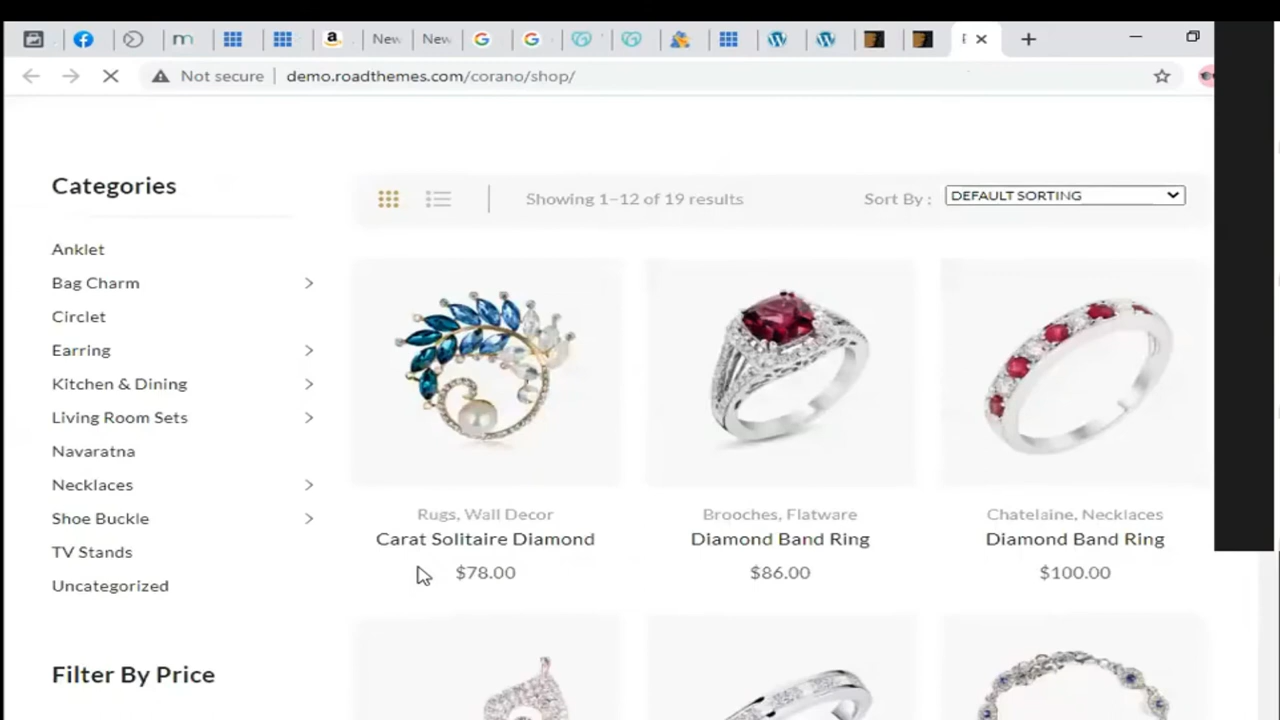 New
New
Not secure
demo.roadthemes.com/corano/shop/
Categories
Anklet
Bag Charm
Circlet
Earring
Kitchen & Dining
Living Room Sets
Navaratna
Necklaces
Shoe Buckle
TV Stands
Uncategorized
Filter By Price
Showing 1–12 of 19 results
Sort By :
DEFAULT SORTING
Rugs, Wall Decor
Carat Solitaire Diamond
$78.00
Brooches, Flatware
Diamond Band Ring
$86.00
Chatelaine, Necklaces
Diamond Band Ring
$100.00